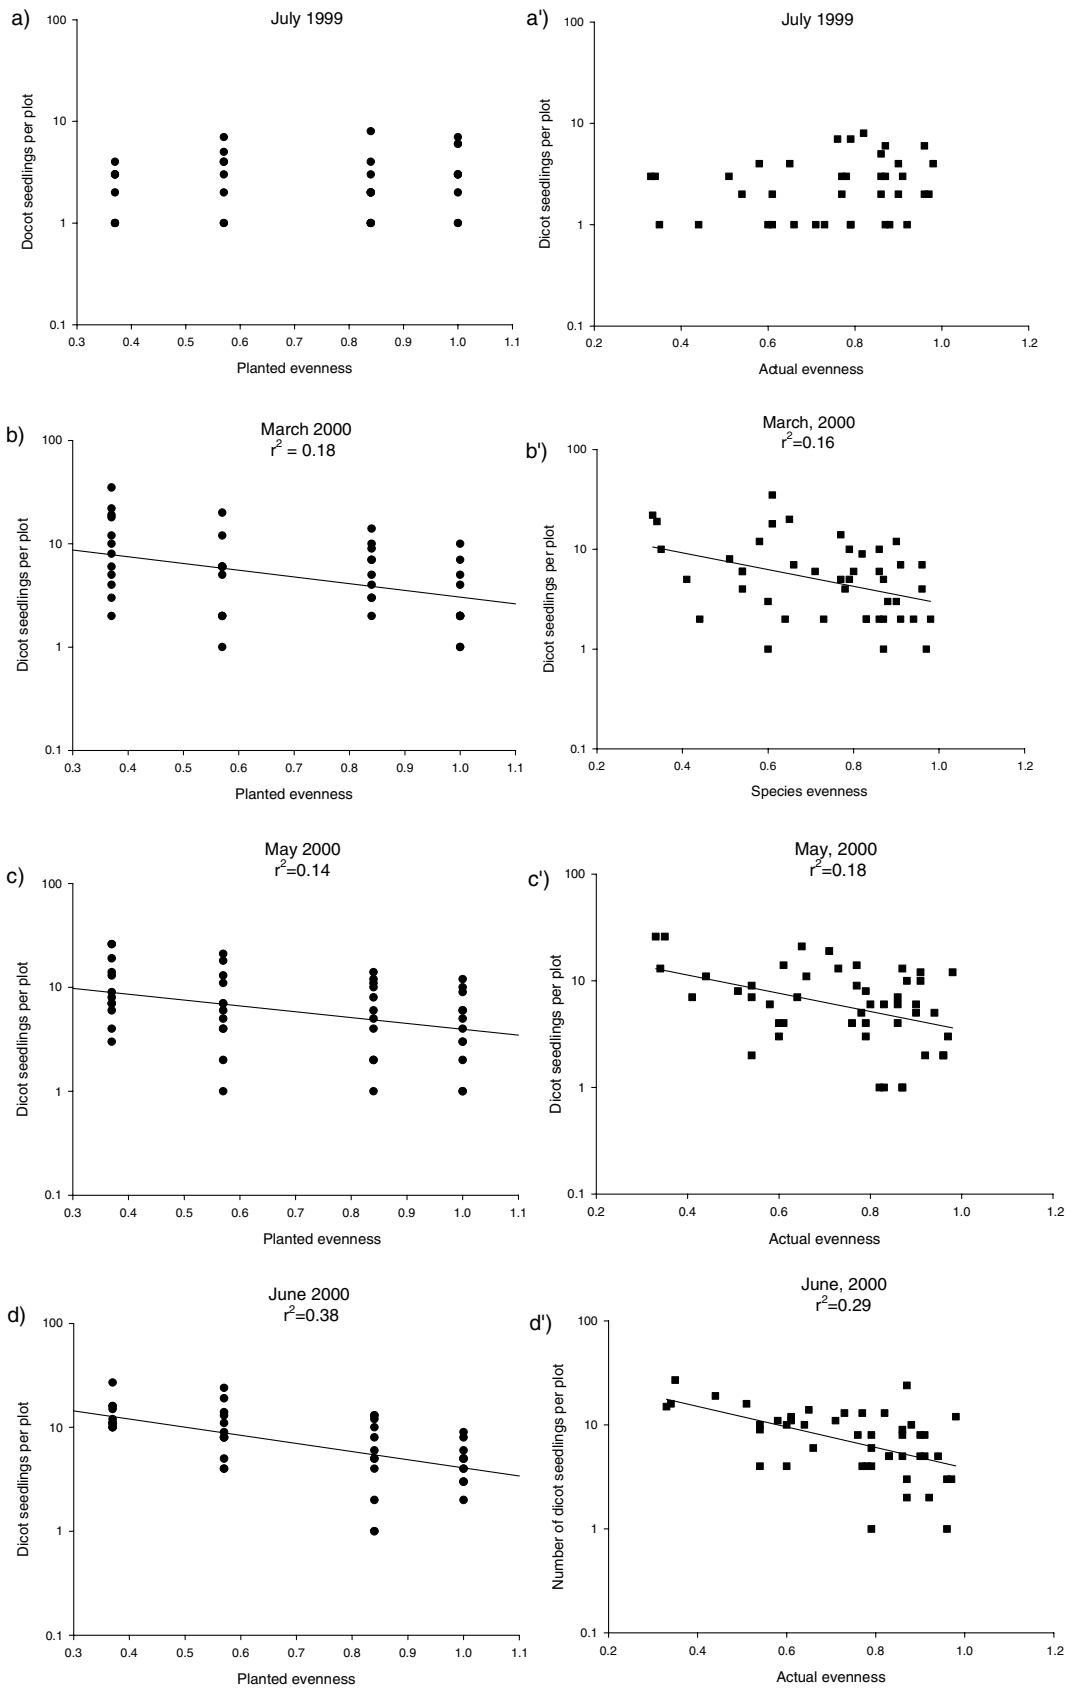 a)
July 1999
Docot seedlings per plot
100
10
1
0.1
0.3 0.4 0.5 0.6 0.7 0.8 0.9 1.0 1.1
Planted evenness
a')
July 1999
Dicot seedlings per plot
100
10
1
0.1
0.2 0.4 0.6 0.8 1.0 1.2
Actual evenness
b)
March 2000
r2 = 0.18
Dicot seedlings per plot
100
10
1
0.1
0.3 0.4 0.5 0.6 0.7 0.8 0.9 1.0 1.1
Planted evenness
b')
March, 2000
r2=0.16
Dicot seedlings per plot
100
10
1
0.1
0.2 0.4 0.6 0.8 1.0 1.2
Species evenness
c)
May 2000
r2=0.14
Dicot seedlings per plot
100
10
1
0.1
0.3 0.4 0.5 0.6 0.7 0.8 0.9 1.0 1.1
Planted evenness
c')
May, 2000
r2=0.18
Dicot seedlings per plot
100
10
1
0.1
0.2 0.4 0.6 0.8 1.0 1.2
Actual evenness
d)
June 2000
r2=0.38
Dicot seedlings per plot
100
10
1
0.1
0.3 0.4 0.5 0.6 0.7 0.8 0.9 1.0 1.1
Planted evenness
d')
June, 2000
r2=0.29
Number of dicot seedlings per plot
100
10
1
0.1
0.2 0.4 0.6 0.8 1.0 1.2
Actual evenness